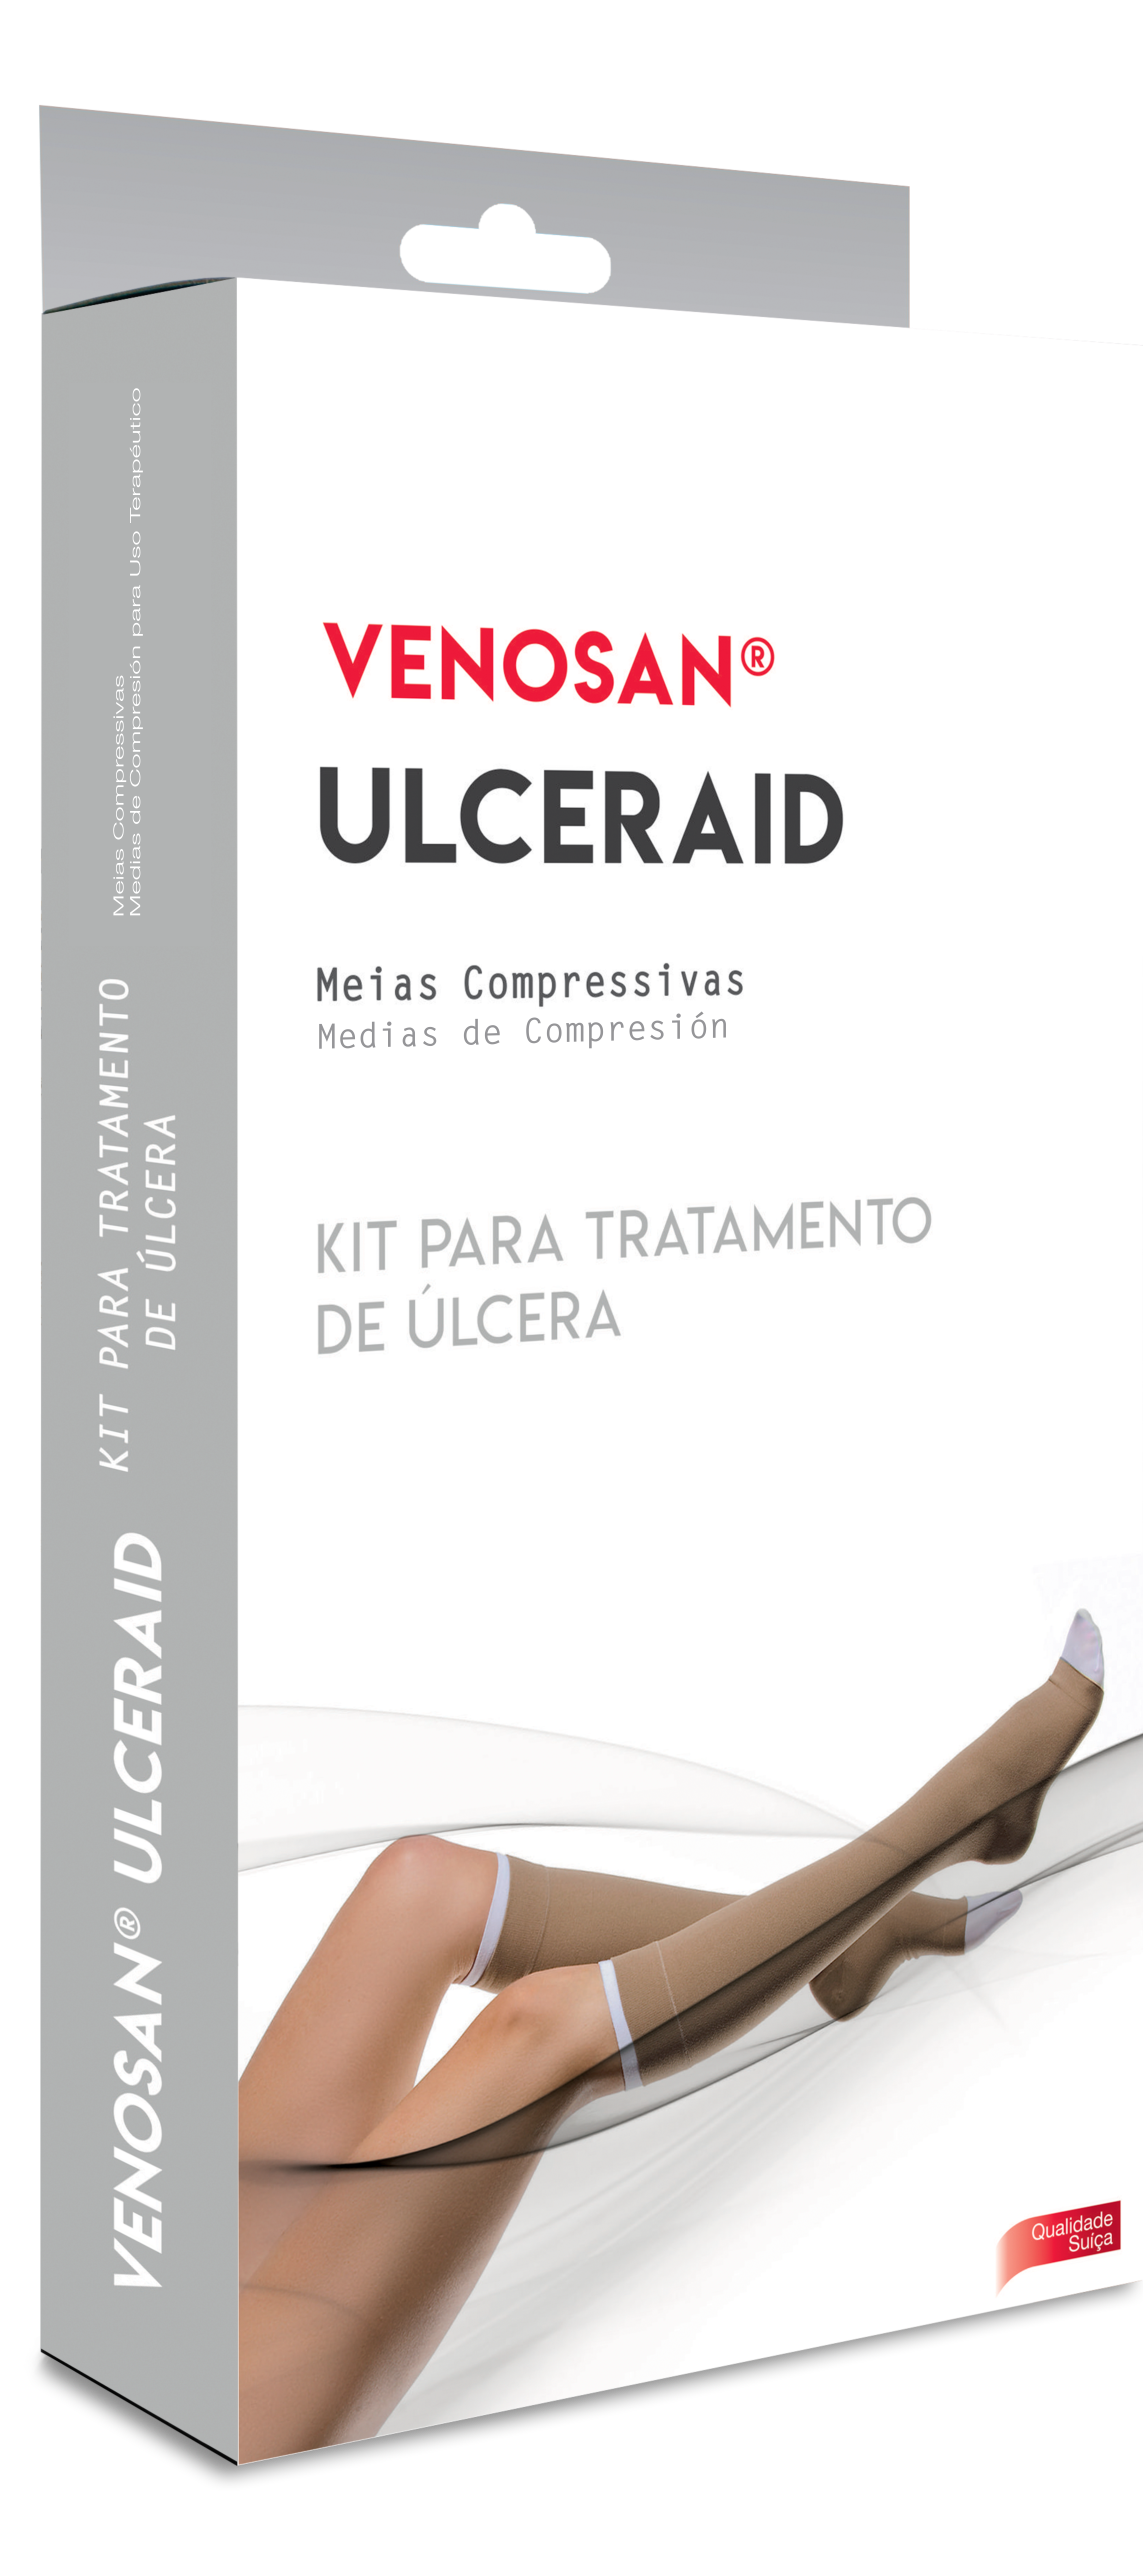 VENOSAN®
ULCERAID
Meias Compressivas
Medias de Compresión
KIT PARA TRATAMENTO
DE ÚLCERA
Qualidade
Suíça
VENOSAN® ULCERAID
KIT PARA TRATAMENTO
DE ÚLCERA
Meias Compressivas
Medias de Compresión para Uso Terapéutico